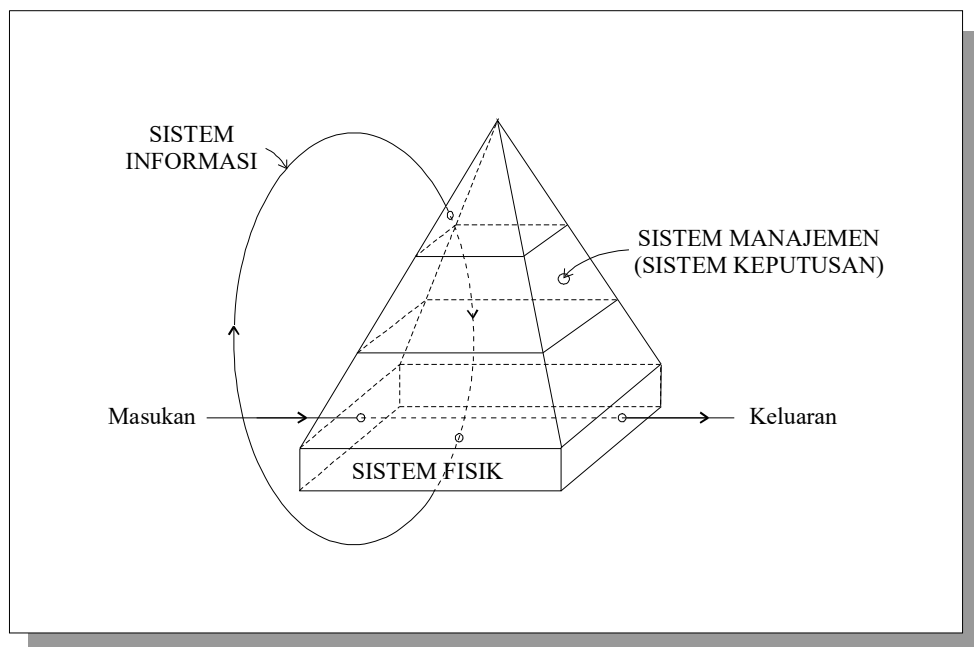 SISTEM
INFORMASI
SISTEM MANAJEMEN
(SISTEM KEPUTUSAN)
Masukan
Keluaran
SISTEM FISIK